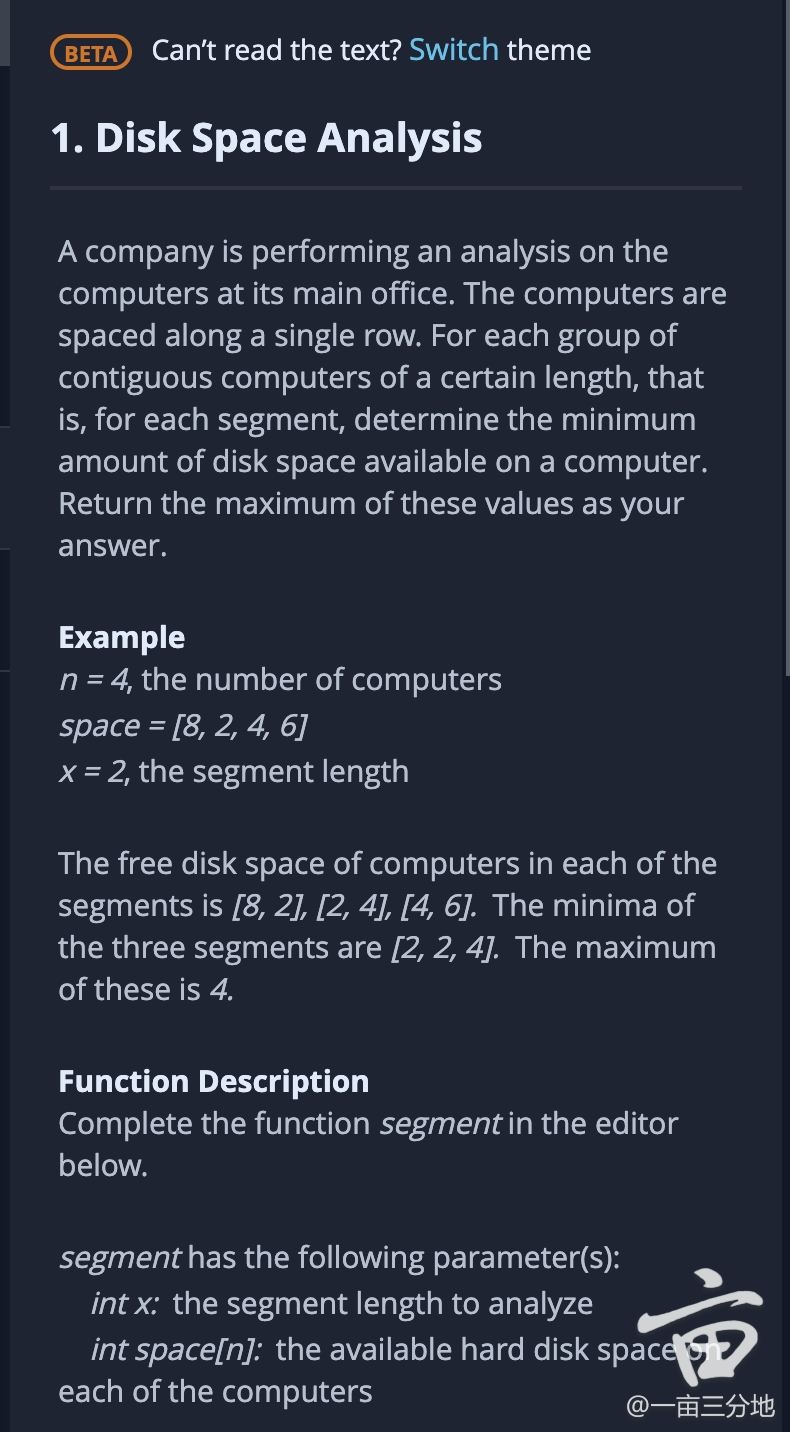 BETA Can't read the text? Switch theme
1. Disk Space Analysis
A company is performing an analysis on the
computers at its main office. The computers are
spaced along a single row. For each group of
contiguous computers of a certain length, that
is, for each segment, determine the minimum
amount of disk space available on a computer.
Return the maximum of these values as your
answer.
Example
n = 4, the number of computers
space = [8, 2, 4, 6]
x = 2, the segment length
The free disk space of computers in each of the
segments is [8, 2], [2, 4], [4, 6].  The minima of
the three segments are [2, 2, 4].  The maximum
of these is 4.
Function Description
Complete the function segment in the editor
below.
segment has the following parameter(s):
int x:  the segment length to analyze
int space[n]:  the available hard disk space on
each of the computers
亩
@一亩三分地